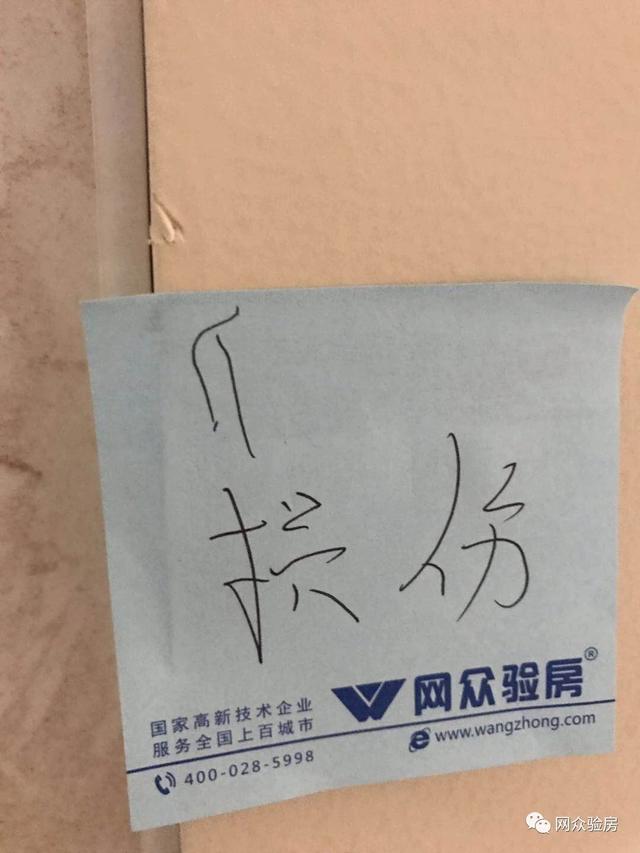 损伤
网众验房®
国家高新技术企业
服务全国上百城市
www.wangzhong.com
400-028-5998
网众验房